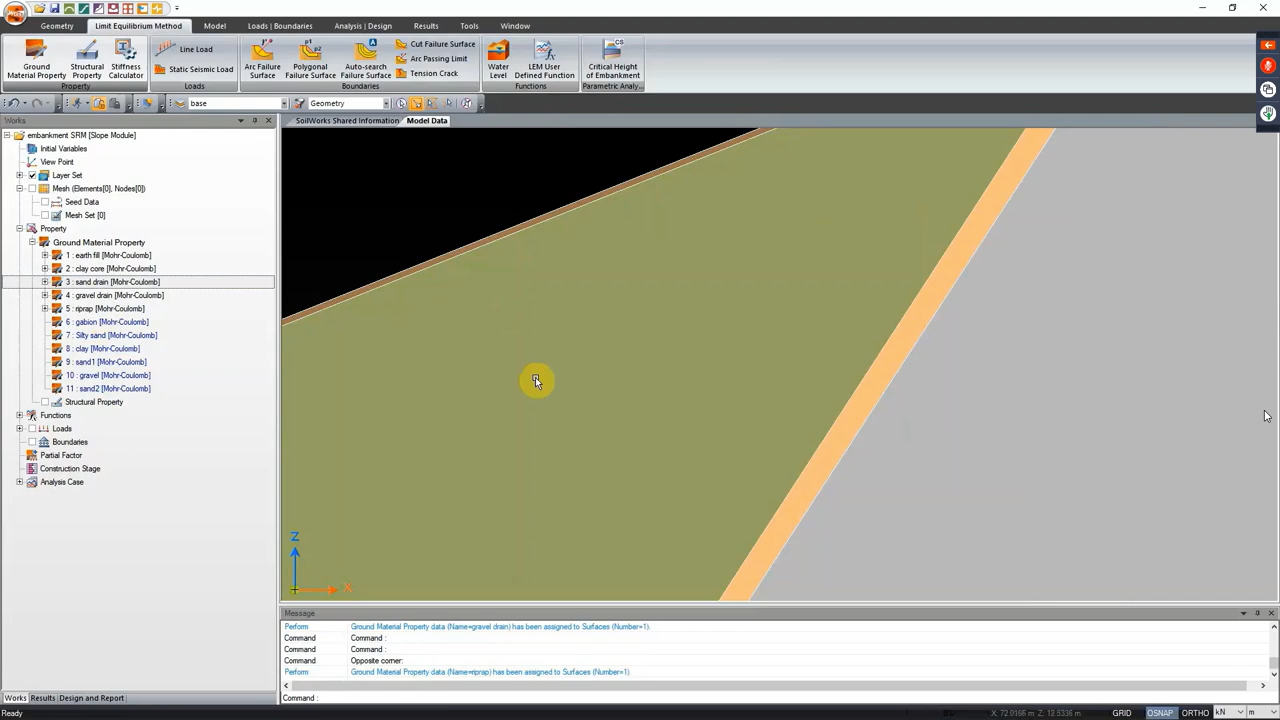 Geometry
Limit Equilibrium Method
Model
Loads | Boundaries
Analysis | Design
Results
Tools
Window
Ground
Material Property
Structural
Property
Stiffness
Calculator
Property
Line Load
Static Seismic Load
Loads
Arc Failure
Surface
Polygonal
Failure Surface
Auto-search
Failure Surface
Cut Failure Surface
Arc Passing Limit
Tension Crack
Boundaries
Water
Level
LEM User
Defined Function
Functions
Critical Height
of Embankment
Parametric Analy...
base
Geometry
Works
SoilWorks Shared Information
Model Data
embankment SRM [Slope Module]
Initial Variables
View Point
Layer Set
Mesh (Elements[0], Nodes[0])
Seed Data
Mesh Set [0]
Property
Ground Material Property
1 : earth fill [Mohr-Coulomb]
2 : clay core [Mohr-Coulomb]
3 : sand drain [Mohr-Coulomb]
4 : gravel drain [Mohr-Coulomb]
5 : riprap [Mohr-Coulomb]
6 : gabion [Mohr-Coulomb]
7 : Silty sand [Mohr-Coulomb]
8 : clay [Mohr-Coulomb]
9 : sand1 [Mohr-Coulomb]
10 : gravel [Mohr-Coulomb]
11 : sand2 [Mohr-Coulomb]
Structural Property
Functions
Loads
Boundaries
Partial Factor
Construction Stage
Analysis Case
Z
X
Message
Perform Ground Material Property data (Name=gravel drain) has been assigned to Surfaces (Number=1).
Command Command :
Command Command :
Command Opposite corner:
Perform Ground Material Property data (Name=riprap) has been assigned to Surfaces (Number=1).
Command :
Works
Results
Design and Report
Ready
X: 72.0166 m Z: 12.5336 m
GRID
OSNAP
ORTHO
kN
m